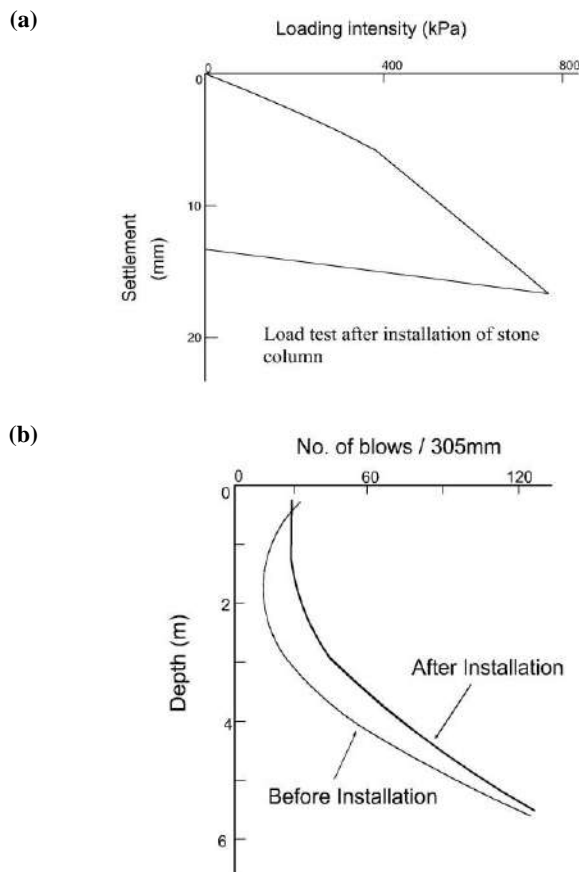 (a)
Loading intensity (kPa)
0 400 800
0
10
20
Settlement
(mm)
Load test after installation of stone
column
(b)
No. of blows / 305mm
0 60 120
0
2
4
6
Depth (m)
After Installation
Before Installation